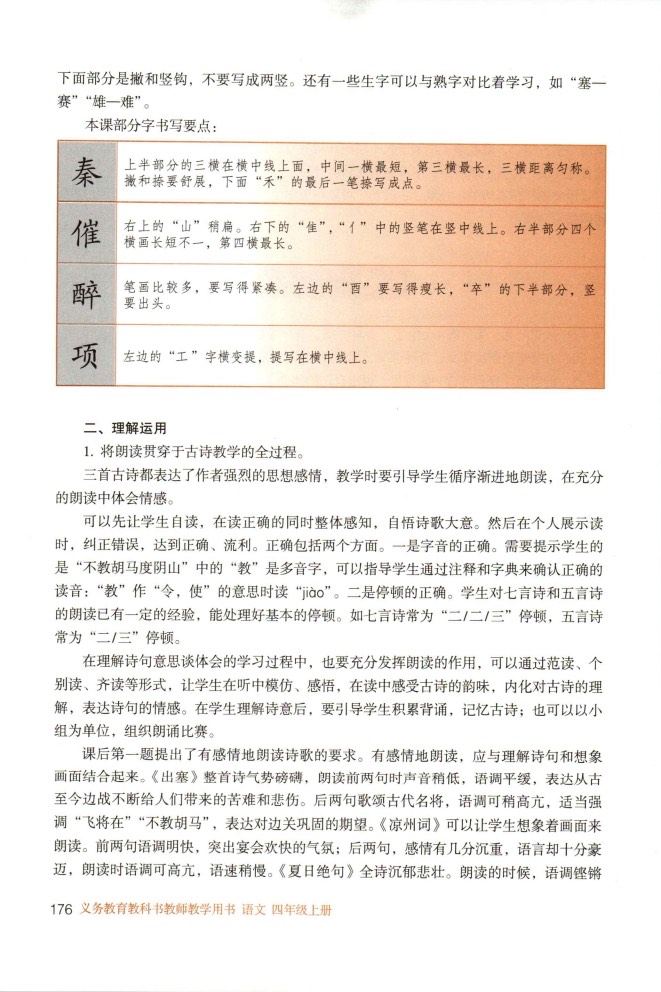 下面部分是撇和竖钩，不要写成两竖。还有一些生字可以与熟字对比着学习，如“塞—
赛”“雄—难”。
本课部分字书写要点：
秦
上半部分的三横在横中线上面，中间一横最短，第三横最长，三横距离匀称。
撇和捺要舒展，下面“禾”的最后一笔捺写成点。
催
右上的“山”稍扁。右下的“隹”，“亻”中的竖笔在竖中线上。右半部分四个
横画长短不一，第四横最长。
醉
笔画比较多，要写得紧凑。左边的“酉”要写得瘦长，“卒”的下半部分，竖
要出头。
项
左边的“工”字横变提，提写在横中线上。
二、理解运用
1. 将朗读贯穿于古诗教学的全过程。
三首古诗都表达了作者强烈的思想感情，教学时要引导学生循序渐进地朗读，在充分
的朗读中体会情感。
可以先让学生自读，在读正确的同时整体感知，自悟诗歌大意。然后在个人展示读
时，纠正错误，达到正确、流利。正确包括两个方面。一是字音的正确。需要提示学生的
是“不教胡马度阴山”中的“教”是多音字，可以指导学生通过注释和字典来确认正确的
读音：“教”作“令，使”的意思时读“jiào”。二是停顿的正确。学生对七言诗和五言诗
的朗读已有一定的经验，能处理好基本的停顿。如七言诗常为“二/二/三”停顿，五言诗
常为“二/三”停顿。
在理解诗句意思谈体会的学习过程中，也要充分发挥朗读的作用，可以通过范读、个
别读、齐读等形式，让学生在听中模仿、感悟，在读中感受古诗的韵味，内化对古诗的理
解，表达诗句的情感。在学生理解诗意后，要引导学生积累背诵，记忆古诗；也可以以小
组为单位，组织朗诵比赛。
课后第一题提出了有感情地朗读诗歌的要求。有感情地朗读，应与理解诗句和想象
画面结合起来。《出塞》整首诗气势磅礴，朗读前两句时声音稍低，语调平缓，表达从古
至今边战不断给人们带来的苦难和悲伤。后两句歌颂古代名将，语调可稍高亢，适当强
调“飞将在”“不教胡马”，表达对边关巩固的期望。《凉州词》可以让学生想象着画面来
朗读。前两句语调明快，突出宴会欢快的气氛；后两句，感情有几分沉重，语言却十分豪
迈，朗读时语调可高亢，语速稍慢。《夏日绝句》全诗沉郁悲壮。朗读的时候，语调铿锵
176 义务教育教科书教师教学用书 语文 四年级上册